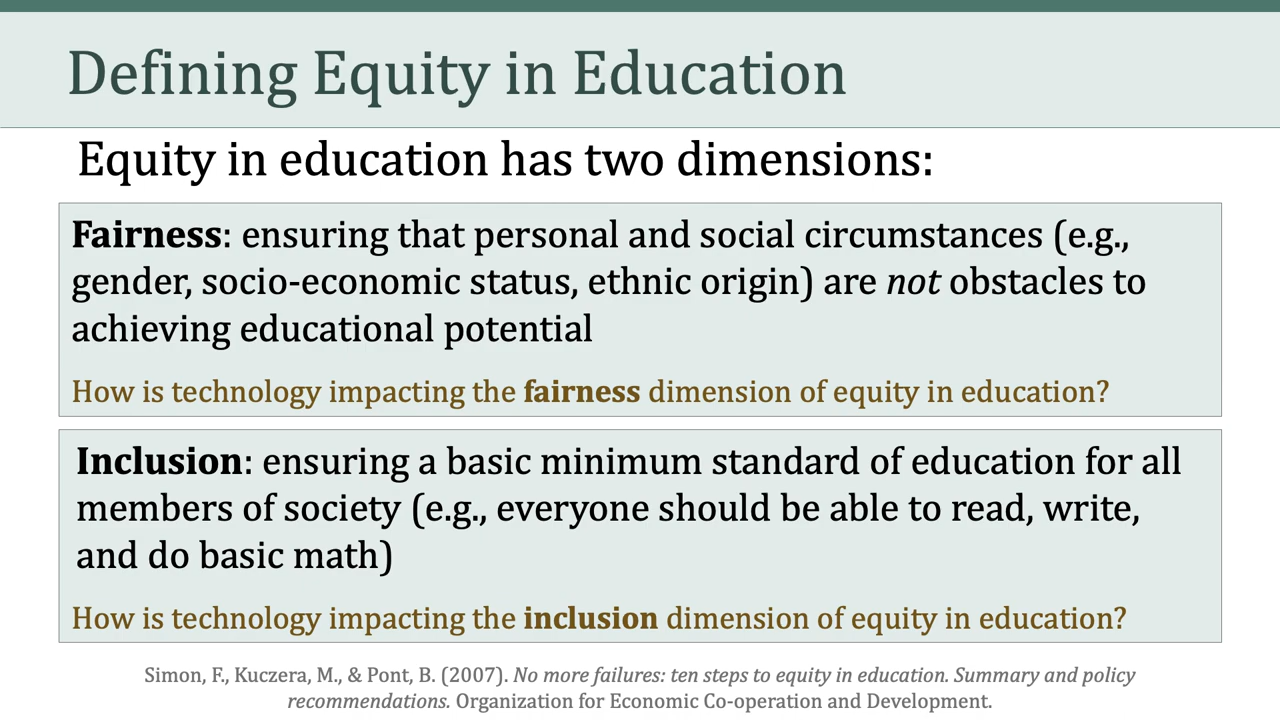 Defining Equity in Education
Equity in education has two dimensions:
Fairness: ensuring that personal and social circumstances (e.g.,
gender, socio-economic status, ethnic origin) are not obstacles to
achieving educational potential
How is technology impacting the fairness dimension of equity in education?
Inclusion: ensuring a basic minimum standard of education for all
members of society (e.g., everyone should be able to read, write,
and do basic math)
How is technology impacting the inclusion dimension of equity in education?
Simon, F., Kuczera, M., & Pont, B. (2007). No more failures: ten steps to equity in education. Summary and policy
recommendations. Organization for Economic Co-operation and Development.